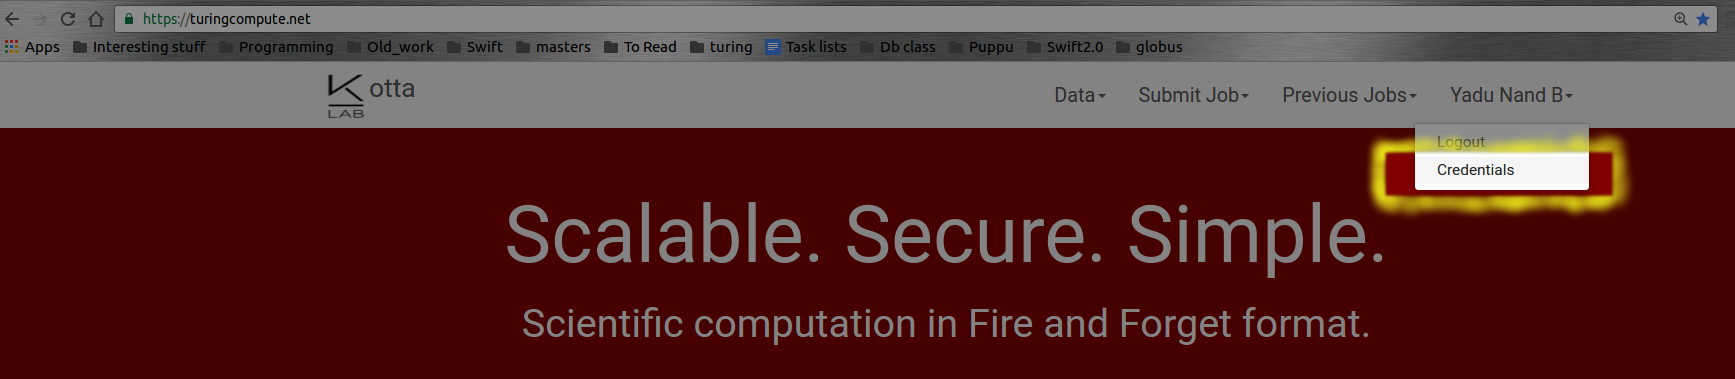 https://turingcompute.net
Apps Interesting stuff Programming Old_work Swift masters To Read turing Task lists Db class Puppu Swift2.0 globus
K otta
LAB
Data Submit Job Previous Jobs Yadu Nand B
Logout
Credentials
Scalable. Secure. Simple.
Scientific computation in Fire and Forget format.